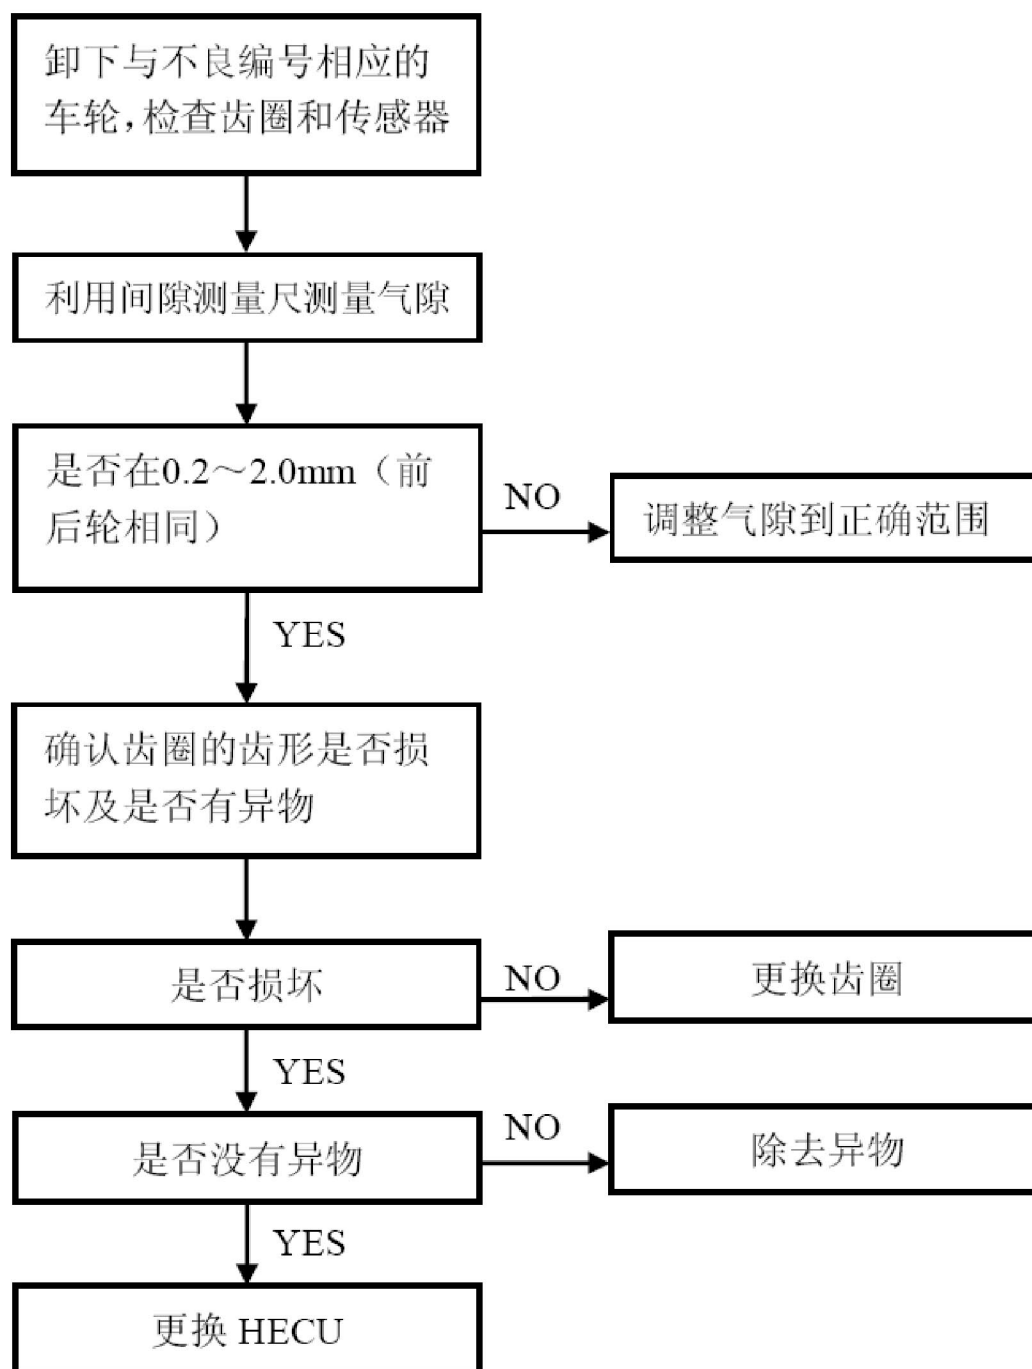 卸下与不良编号相应的
车轮,检查齿圈和传感器
利用间隙测量尺测量气隙
是否在0.2～2.0mm（前
后轮相同）
NO
调整气隙到正确范围
YES
确认齿圈的齿形是否损
坏及是否有异物
是否损坏
NO
更换齿圈
YES
是否没有异物
NO
除去异物
YES
更换 HECU